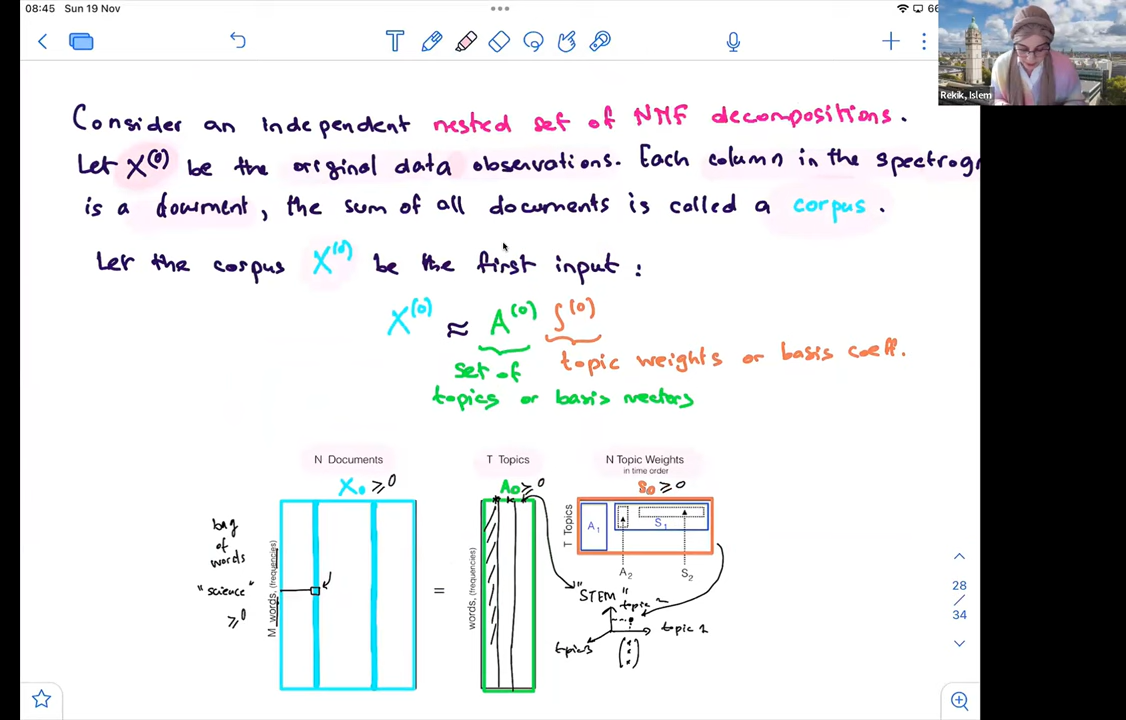 08:45 Sun 19 Nov
66
Rekik, Islem
Consider an independent nested set of NMF decompositions.
Let X^(0) be the original data observations. Each column in the spectrogr
is a document, the sum of all documents is called a corpus.
Let the corpus X^(0) be the first input:
X^(0) ≈ A^(0) S^(0)
topic weights or basis coeff.
set of
topics or basis vectors
N Documents
T Topics
N Topic Weights
in time order
X₀ ≥ 0
A₀ ≥ 0
S₀ ≥ 0
bag
of
words
"science"
≥ 0
M words, (frequencies)
=
words, (frequencies)
T Topics
A₁
S₁
A₂
S₂
"STEM"
topic 2
topic 1
topic 3
28
/
34